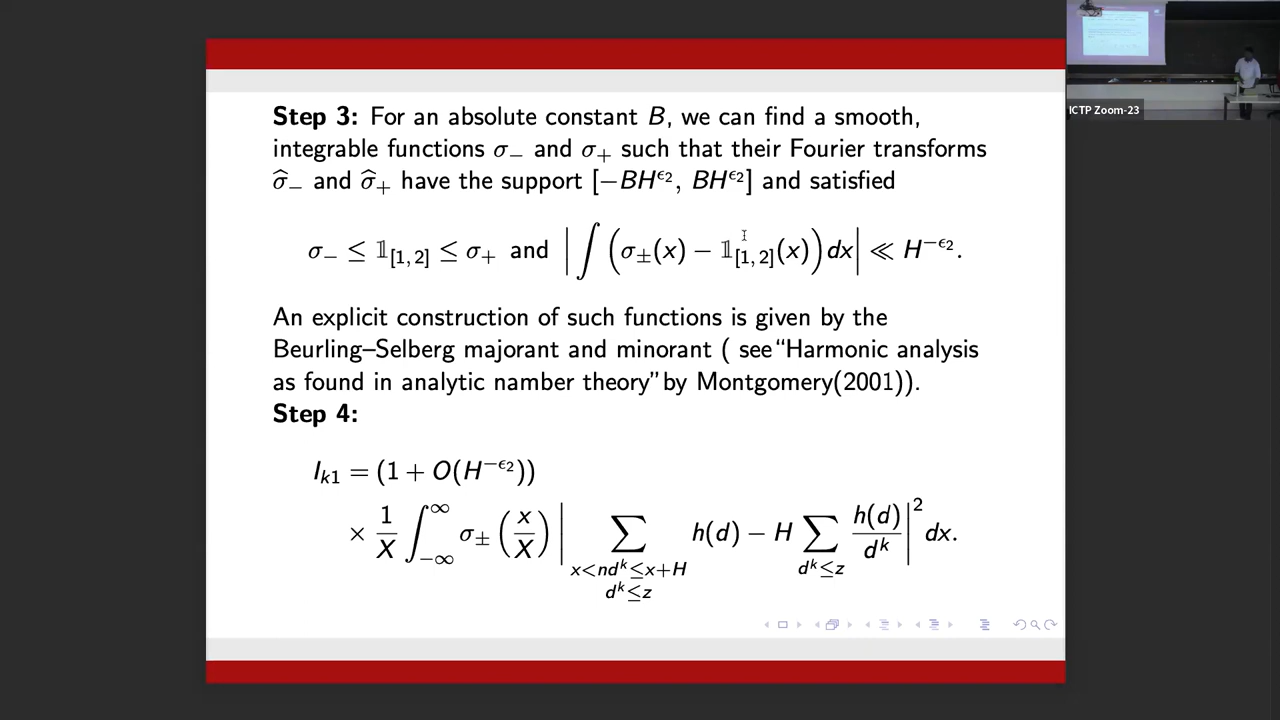 Step 3: For an absolute constant B, we can find a smooth,
integrable functions σ₋ and σ₊ such that their Fourier transforms
σ̂₋ and σ̂₊ have the support [−BH^{ϵ₂}, BH^{ϵ₂}] and satisfied
σ₋ ≤ 𝟙_{[1,2]} ≤ σ₊ and |∫(σ±(x) − 𝟙_{[1,2]}(x))dx| ≪ H^{−ϵ₂}.
An explicit construction of such functions is given by the
Beurling–Selberg majorant and minorant ( see“Harmonic analysis
as found in analytic namber theory”by Montgomery(2001)).
Step 4:
I_{k1} = (1 + O(H^{−ϵ₂}))
× 1/X ∫_{−∞}^{∞} σ±(x/X) |∑_{x<nd^k≤x+H, d^k≤z} h(d) − H ∑_{d^k≤z} h(d)/d^k|² dx.
ICTP Zoom-23